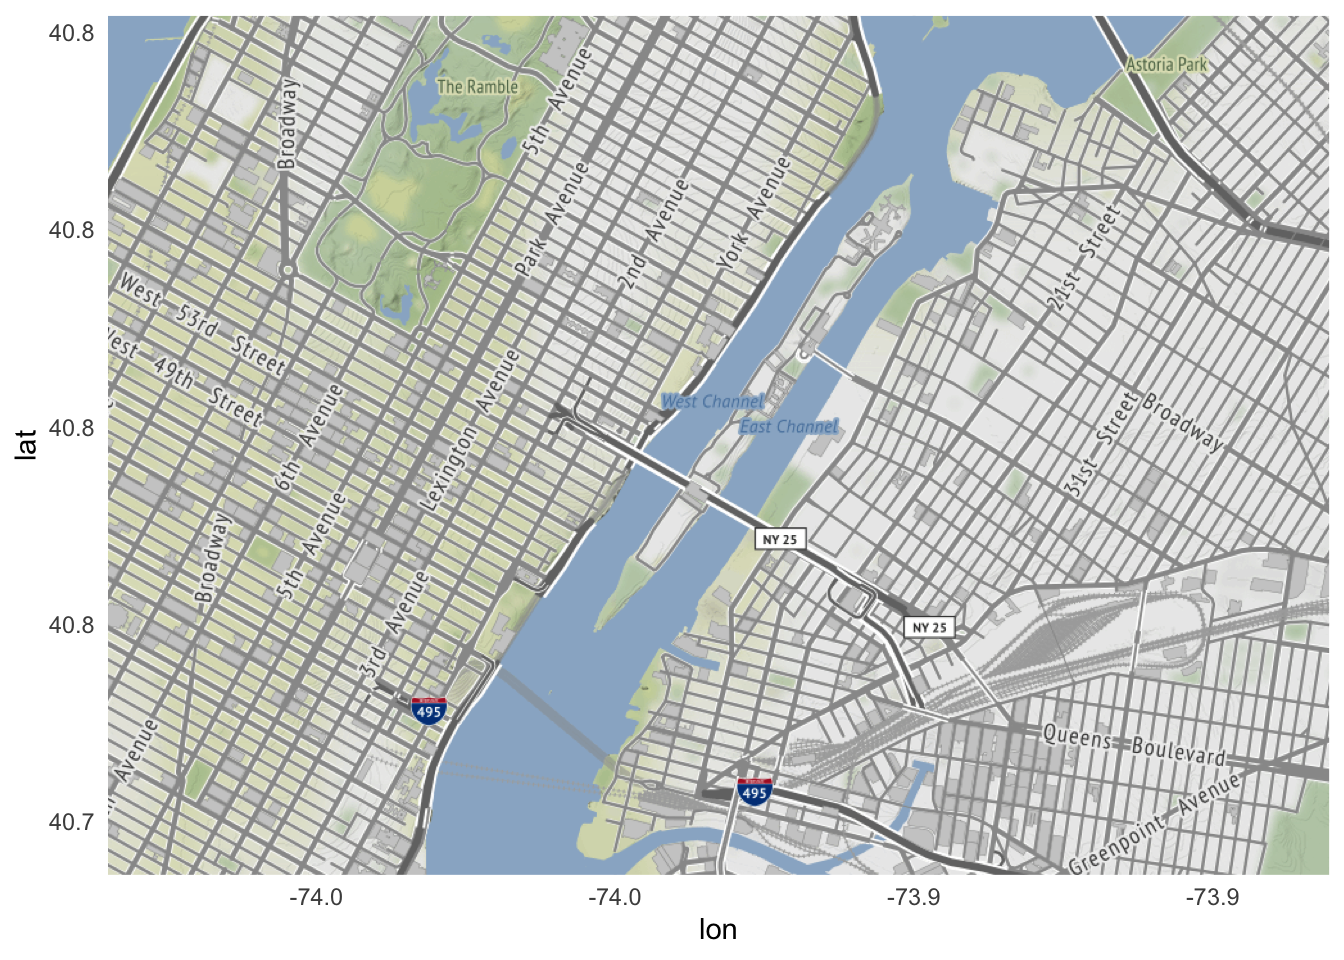 40.8
40.8
40.8
40.8
40.7
lat
Astoria Park
The Ramble
Broadway
5th Avenue
Park Avenue
2nd Avenue
York Avenue
21st Street
West 53rd Street
West 49th Street
West Channel
East Channel
Broadway
31st Street
6th Avenue
Lexington Avenue
Broadway
5th Avenue
3rd Avenue
NY 25
NY 25
495
Avenue
Queens Boulevard
495
Greenpoint Avenue
-74.0
-74.0
-73.9
-73.9
lon